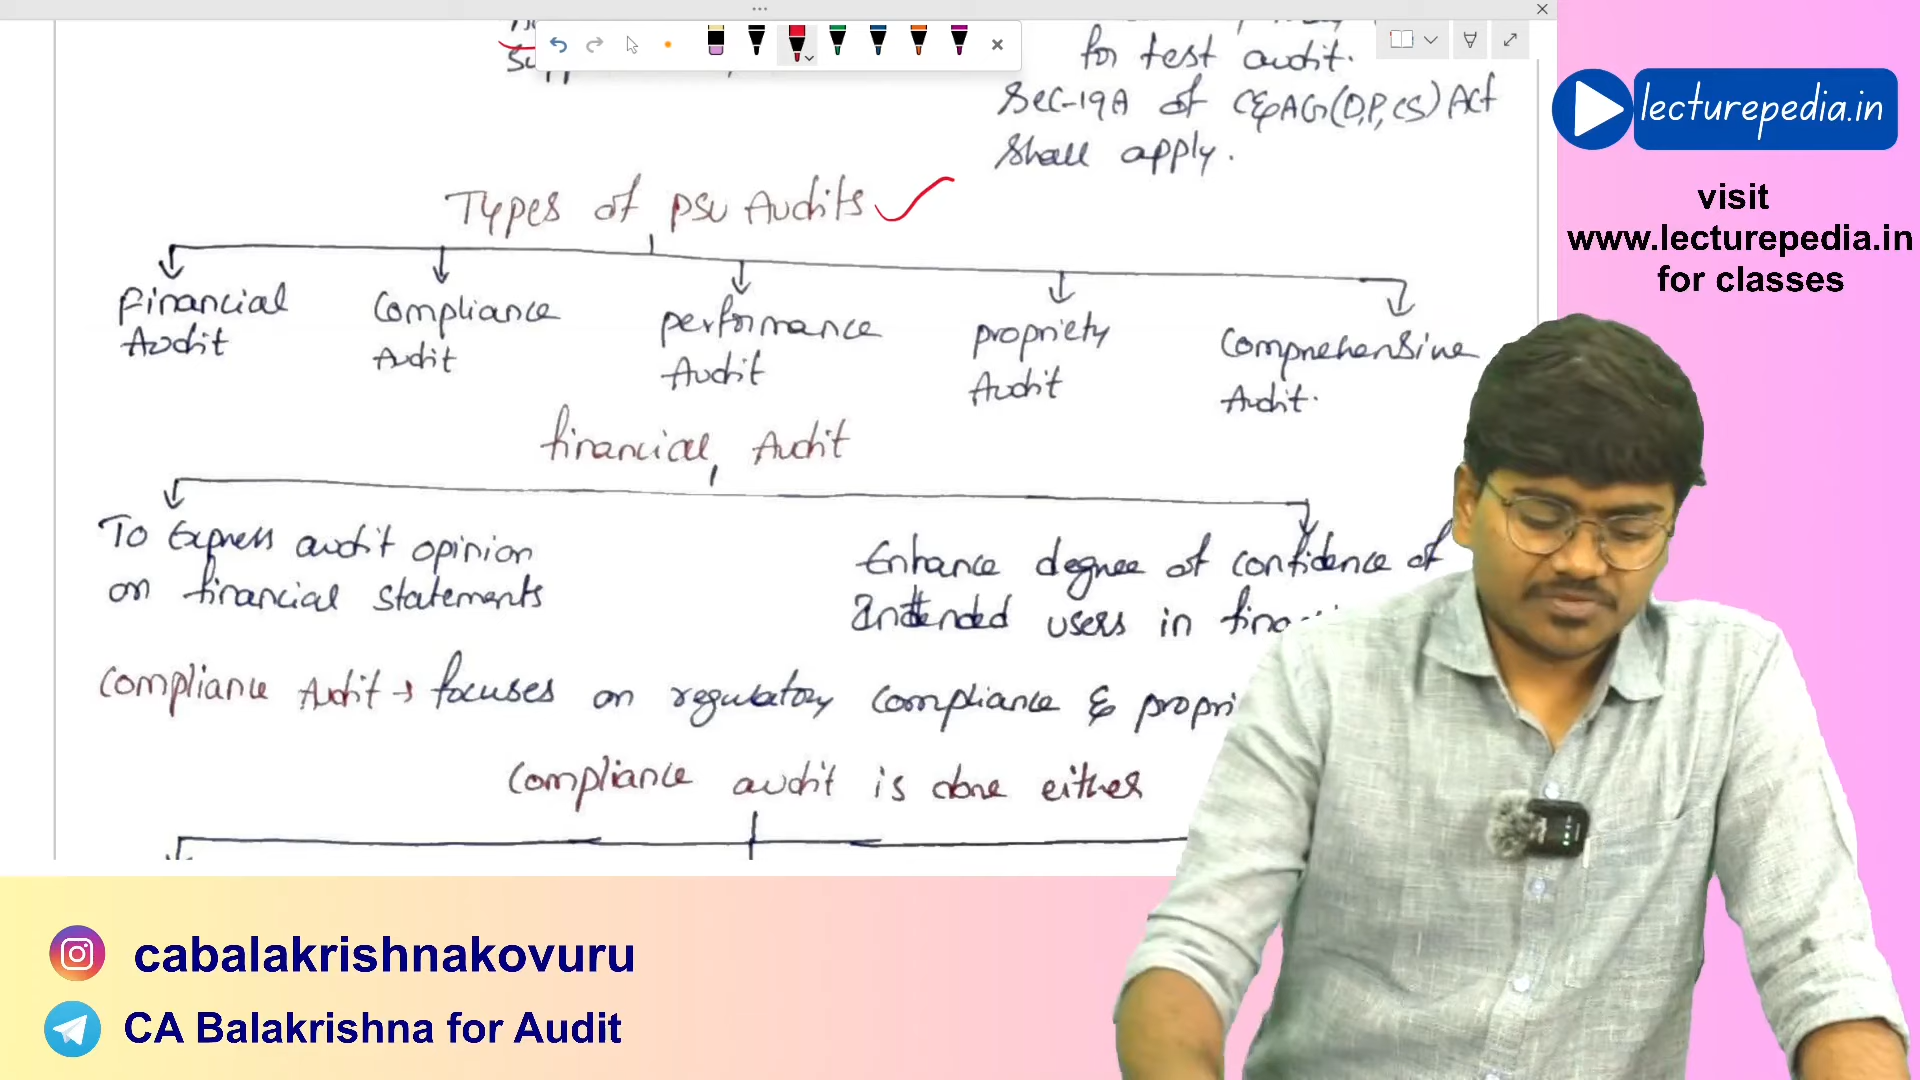 for test audit.
Sec-19A of C&AG(D,P,CS) Act
shall apply.
Types of PSU Audits
Financial Audit
Compliance Audit
performance Audit
propriety Audit
Comprehensive Audit.
financial Audit
To Express audit opinion
on financial statements
Enhance degree of confidence of
Intended users in
Compliance Audit → focuses on regulatory compliance &
Compliance audit is done either
lecturepedia.in
visit
www.lecturepedia.in
for classes
cabalakrishnakovuru
CA Balakrishna for Audit